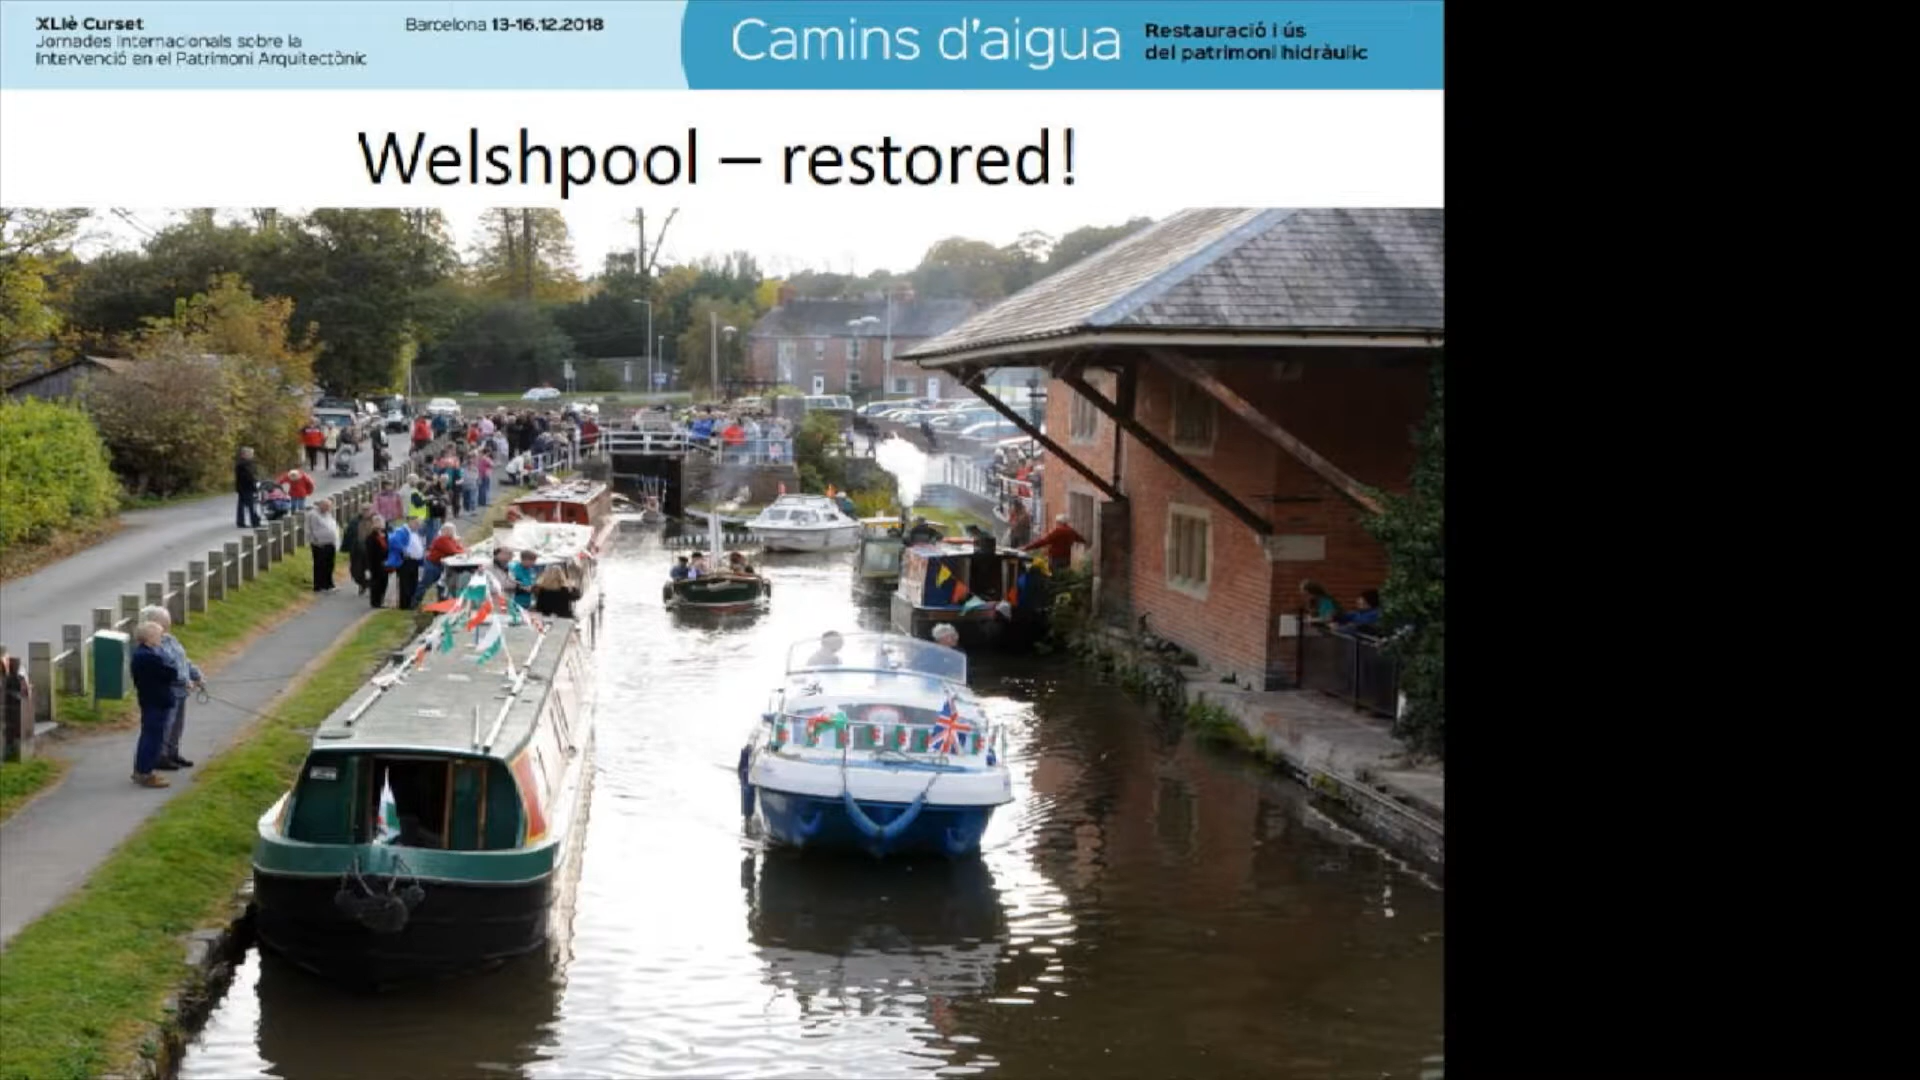 XLIè Curset
Jornades Internacionals sobre la
Intervenció en el Patrimoni Arquitectònic
Barcelona 13-16.12.2018
Camins d'aigua
Restauració i ús
del patrimoni hidràulic
Welshpool – restored!